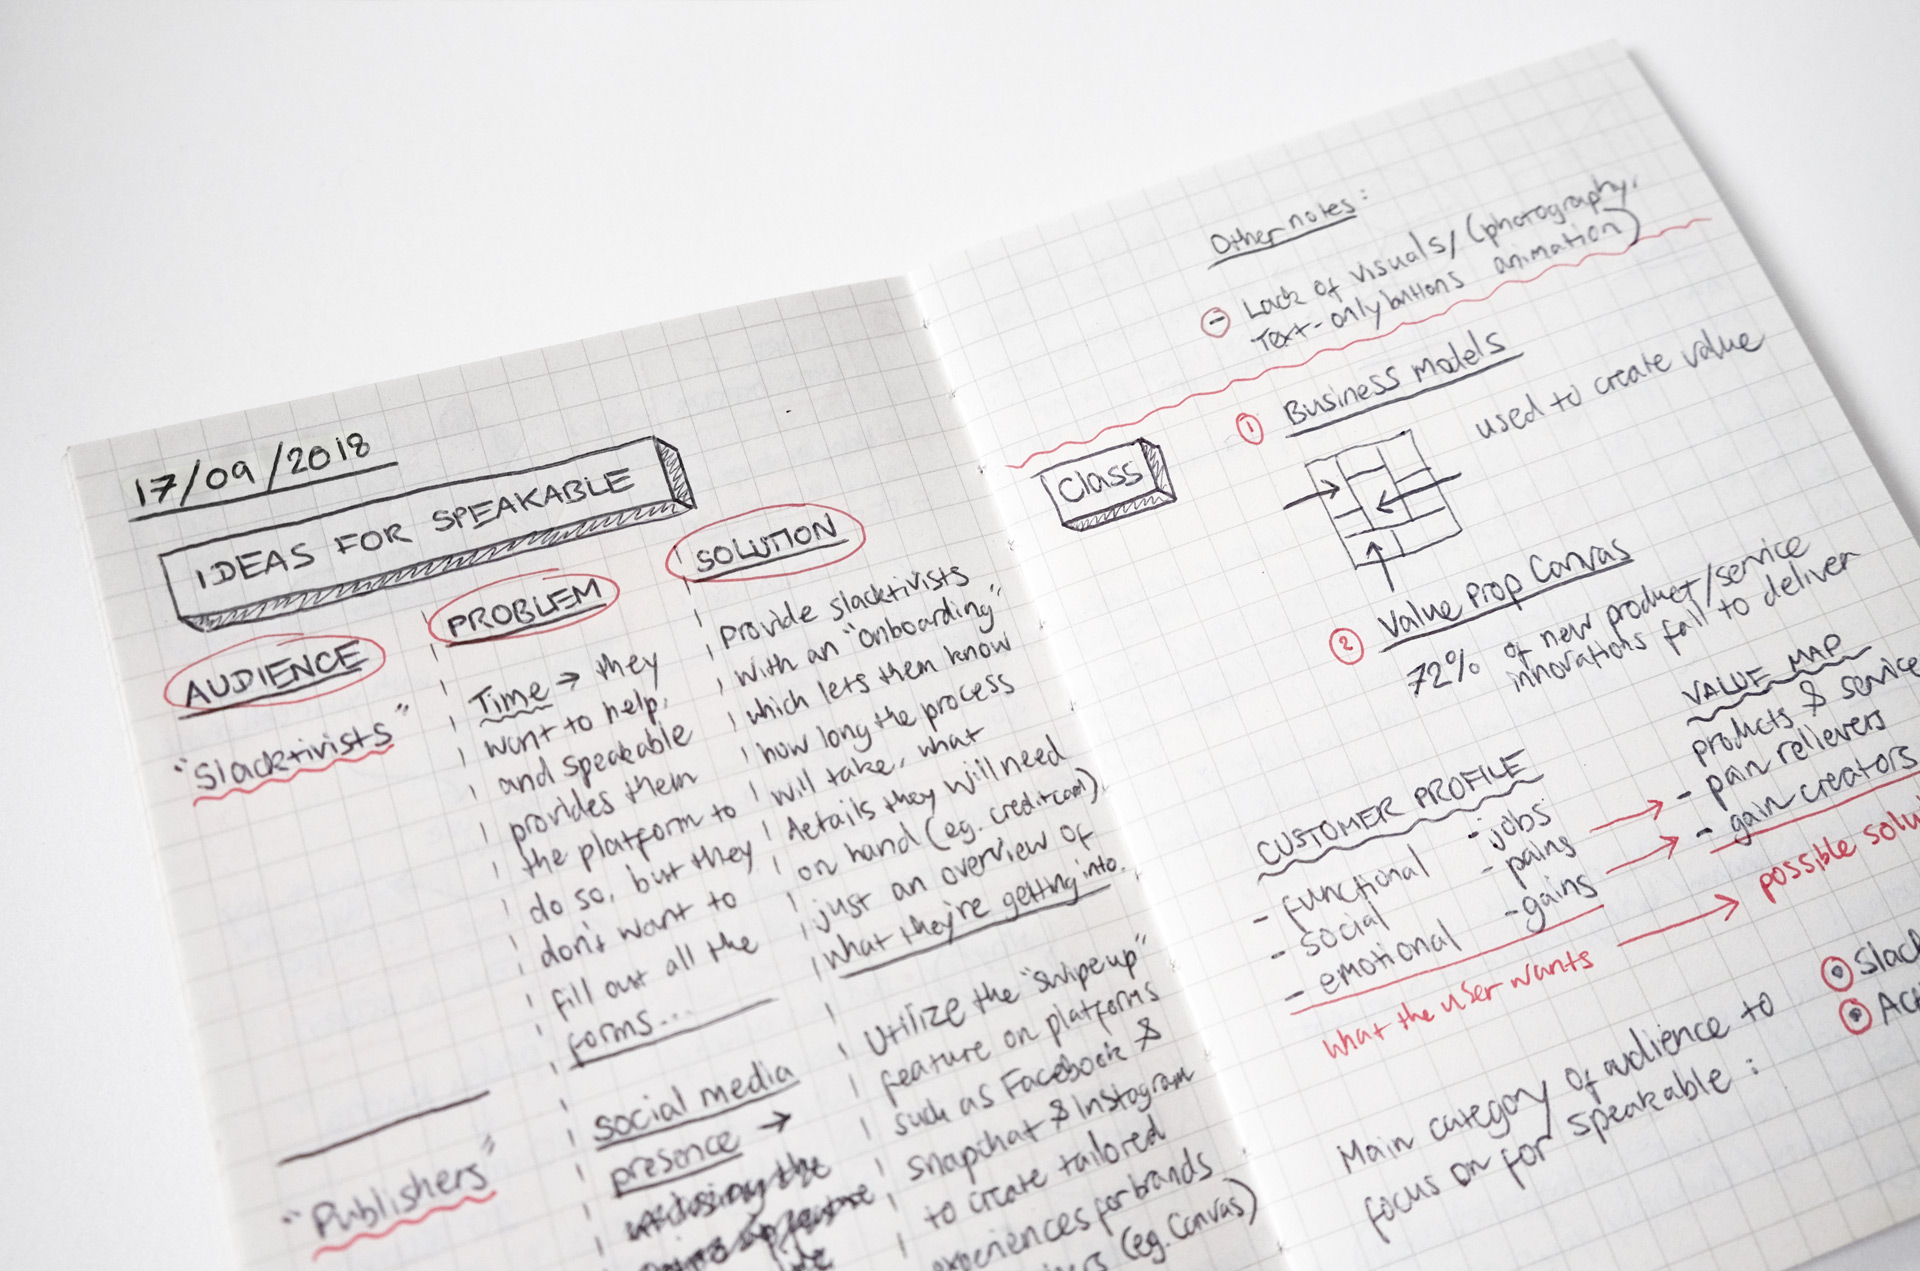 17/09/2018
IDEAS FOR SPEAKABLE
AUDIENCE
"Slacktivists"
"Publishers"
PROBLEM
Time → they
want to help,
and speakable
provides them
the platform to
do so, but they
don't want to
fill out all the
forms...
social media
presence →
SOLUTION
provide slacktivists
with an "onboarding"
which lets them know
how long the process
will take, what
details they will need
on hand (eg. creditcard),
just an overview of
what they're getting into.
Utilize the "swipe up"
feature on platforms
such as Facebook &
snapchat & Instagram
to create tailored
experiences for brands
(eg. Canvas)
Other notes:
- Lack of visuals/(photography,
Text-only buttons animation)
Class
1 Business models
used to create value
2 Value Prop Canvas
72% of new product/service
innovations fail to deliver
CUSTOMER PROFILE
- functional - jobs
- social - pains
- emotional - gains
what the user wants
VALUE MAP
products & service
- pain relievers
- gain creators
possible solu
Main category of audience to
focus on for speakable:
Slac
Act